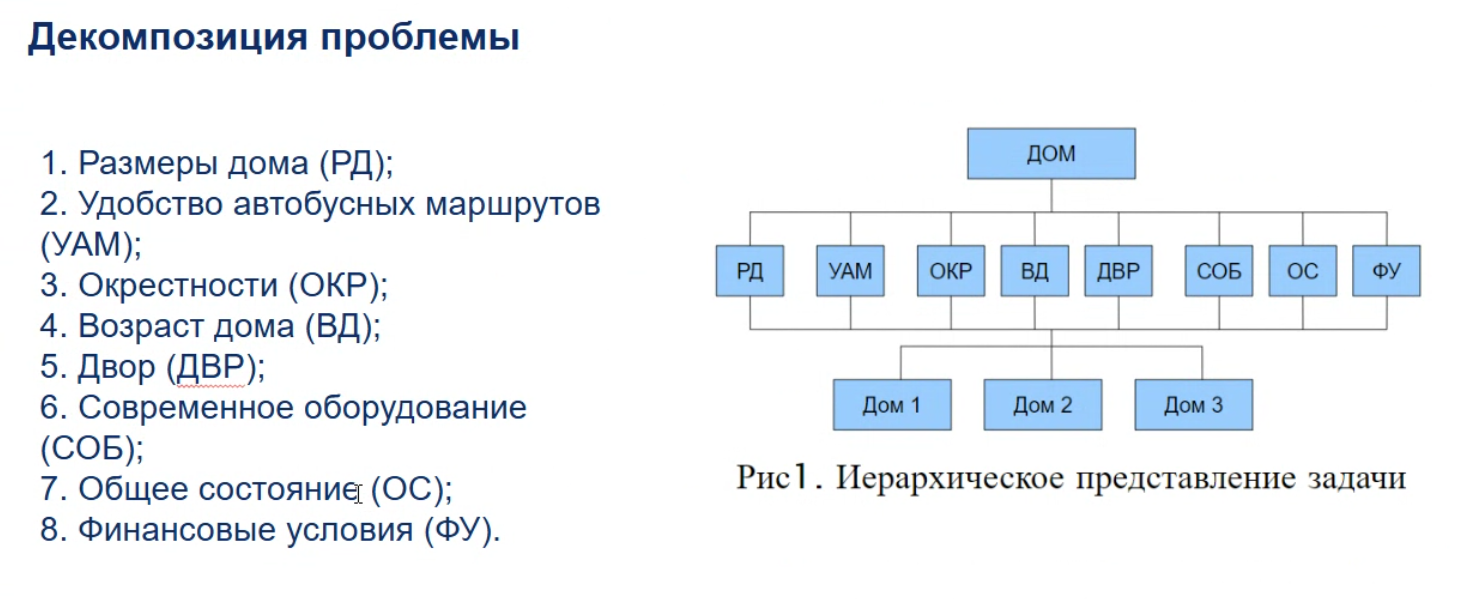 Декомпозиция проблемы
1. Размеры дома (РД);
2. Удобство автобусных маршрутов
(УАМ);
3. Окрестности (ОКР);
4. Возраст дома (ВД);
5. Двор (ДВР);
6. Современное оборудование
(СОБ);
7. Общее состояние (ОС);
8. Финансовые условия (ФУ).
ДОМ
РД УАМ ОКР ВД ДВР СОБ ОС ФУ
Дом 1 Дом 2 Дом 3
Рис1. Иерархическое представление задачи